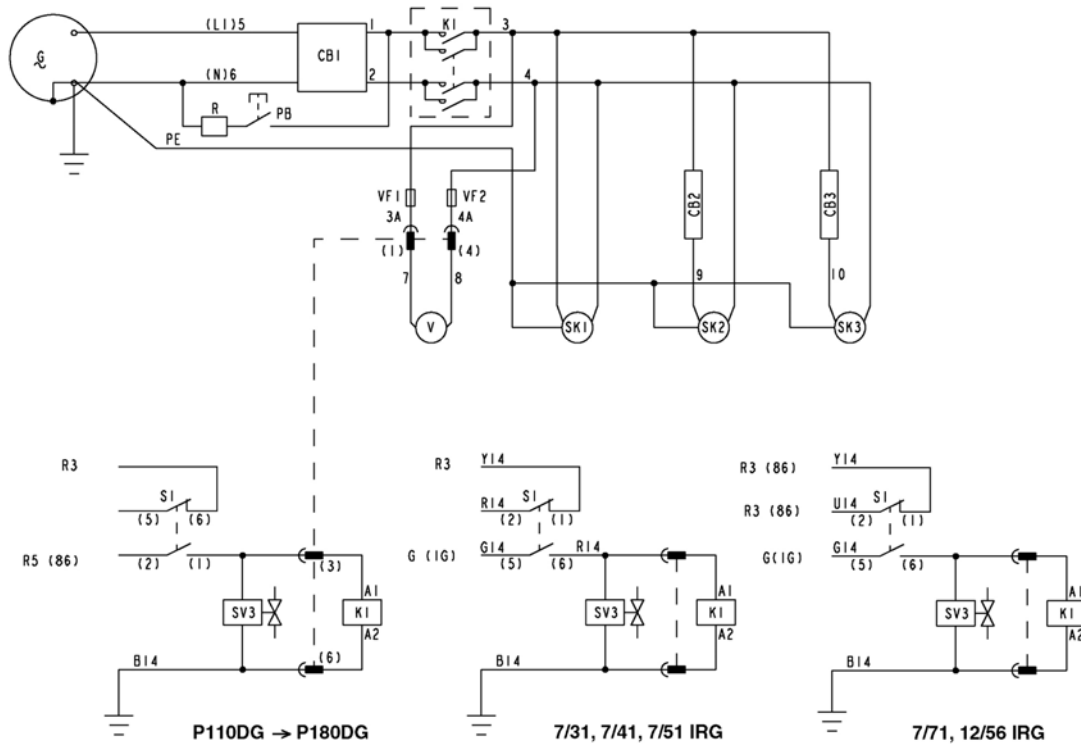 (L1)5
1
K1
3
G
CB1
(N)6
2
4
R
PB
PE
VF1
VF2
3A
4A
CB2
CB3
(1)
(4)
7
8
9
10
V
SK1
SK2
SK3
R3
S1
(5)
(6)
R5 (86)
(2)
(1)
(3)
SV3
A1
K1
A2
(6)
B14
P110DG → P180DG
R3
Y14
R14
S1
(2)
(1)
G (1G)
G14
R14
(5)
(6)
SV3
A1
K1
A2
B14
7/31, 7/41, 7/51 IRG
R3 (86)
Y14
R3 (86)
U14
S1
(2)
(1)
G(1G)
G14
(5)
(6)
SV3
A1
K1
A2
B14
7/71, 12/56 IRG